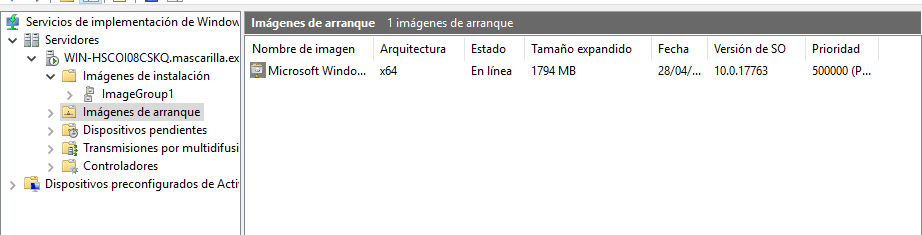 Servicios de implementación de Window
Servidores
WIN-HSCOI08CSKQ.mascarilla.ex
Imágenes de instalación
ImageGroup1
Imágenes de arranque
Dispositivos pendientes
Transmisiones por multidifusi
Controladores
Dispositivos preconfigurados de Acti
Imágenes de arranque 1 imágenes de arranque
Nombre de imagen Arquitectura Estado Tamaño expandido Fecha Versión de SO Prioridad
Microsoft Windo... x64 En línea 1794 MB 28/04/... 10.0.17763 500000 (P...